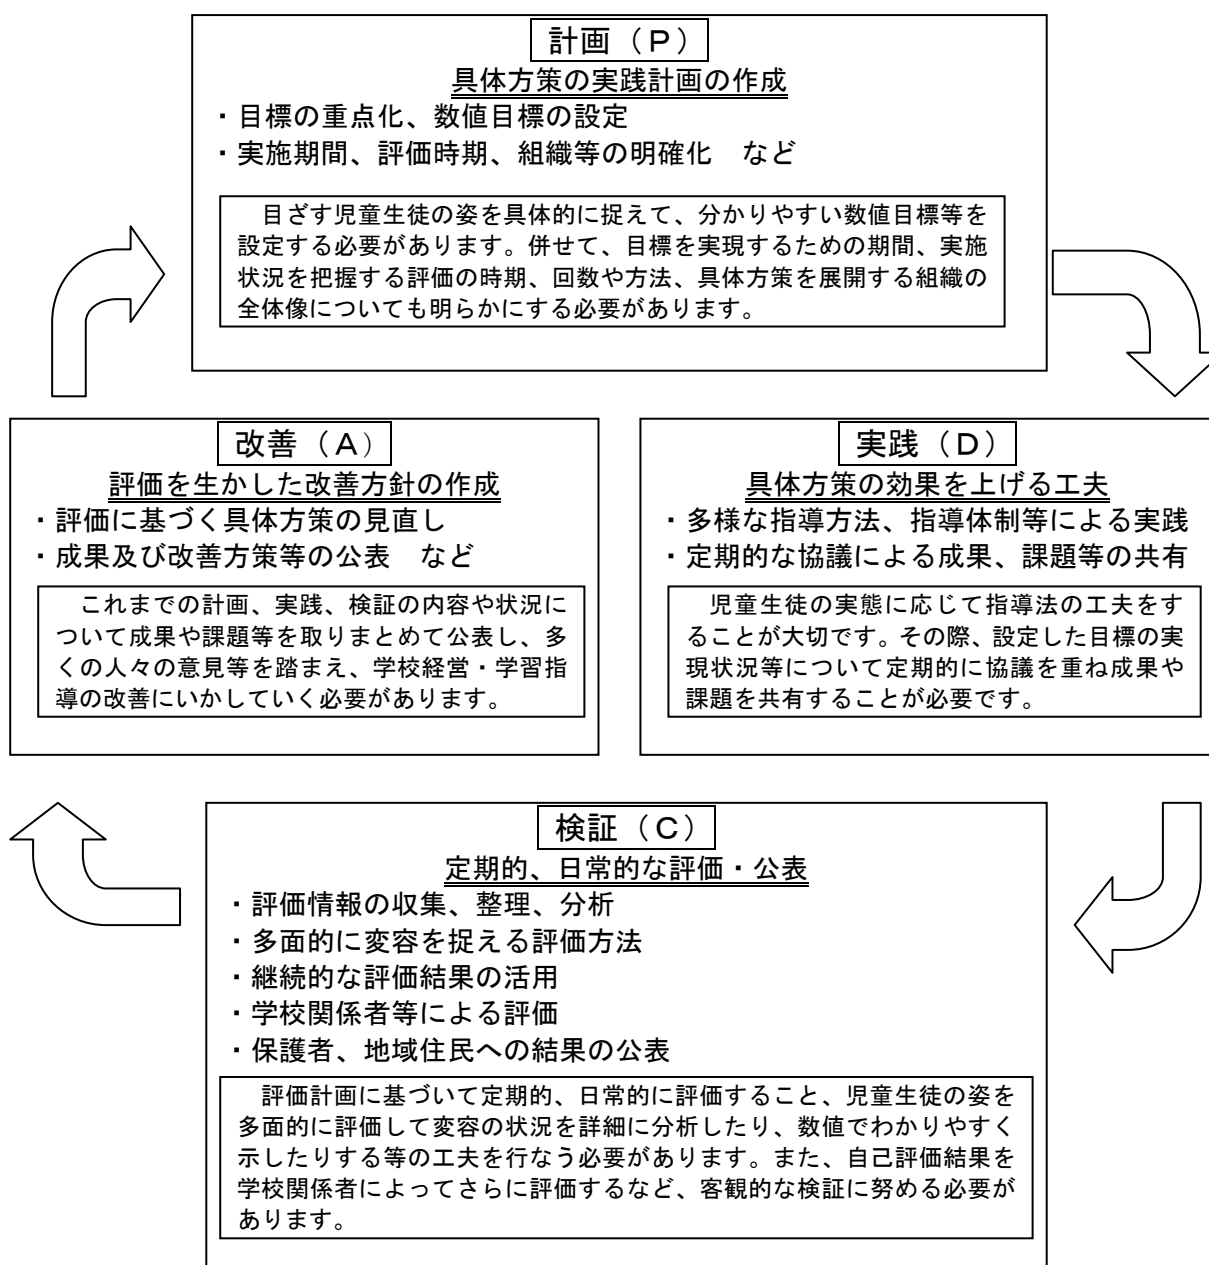 計画（Ｐ）
具体方策の実践計画の作成
・目標の重点化、数値目標の設定
・実施期間、評価時期、組織等の明確化　など
　目ざす児童生徒の姿を具体的に捉えて、分かりやすい数値目標等を
設定する必要があります。併せて、目標を実現するための期間、実施
状況を把握する評価の時期、回数や方法、具体方策を展開する組織の
全体像についても明らかにする必要があります。
改善（Ａ）
評価を生かした改善方針の作成
・評価に基づく具体方策の見直し
・成果及び改善方策等の公表　など
　これまでの計画、実践、検証の内容や状況に
ついて成果や課題等を取りまとめて公表し、多
くの人々の意見等を踏まえ、学校経営・学習指
導の改善にいかしていく必要があります。
実践（Ｄ）
具体方策の効果を上げる工夫
・多様な指導方法、指導体制等による実践
・定期的な協議による成果、課題等の共有
　児童生徒の実態に応じて指導法の工夫をす
ることが大切です。その際、設定した目標の実
現状況等について定期的に協議を重ね成果や
課題を共有することが必要です。
検証（Ｃ）
定期的、日常的な評価・公表
・評価情報の収集、整理、分析
・多面的に変容を捉える評価方法
・継続的な評価結果の活用
・学校関係者等による評価
・保護者、地域住民への結果の公表
　評価計画に基づいて定期的、日常的に評価すること、児童生徒の姿を
多面的に評価して変容の状況を詳細に分析したり、数値でわかりやすく
示したりする等の工夫を行なう必要があります。また、自己評価結果を
学校関係者によってさらに評価するなど、客観的な検証に努める必要が
あります。